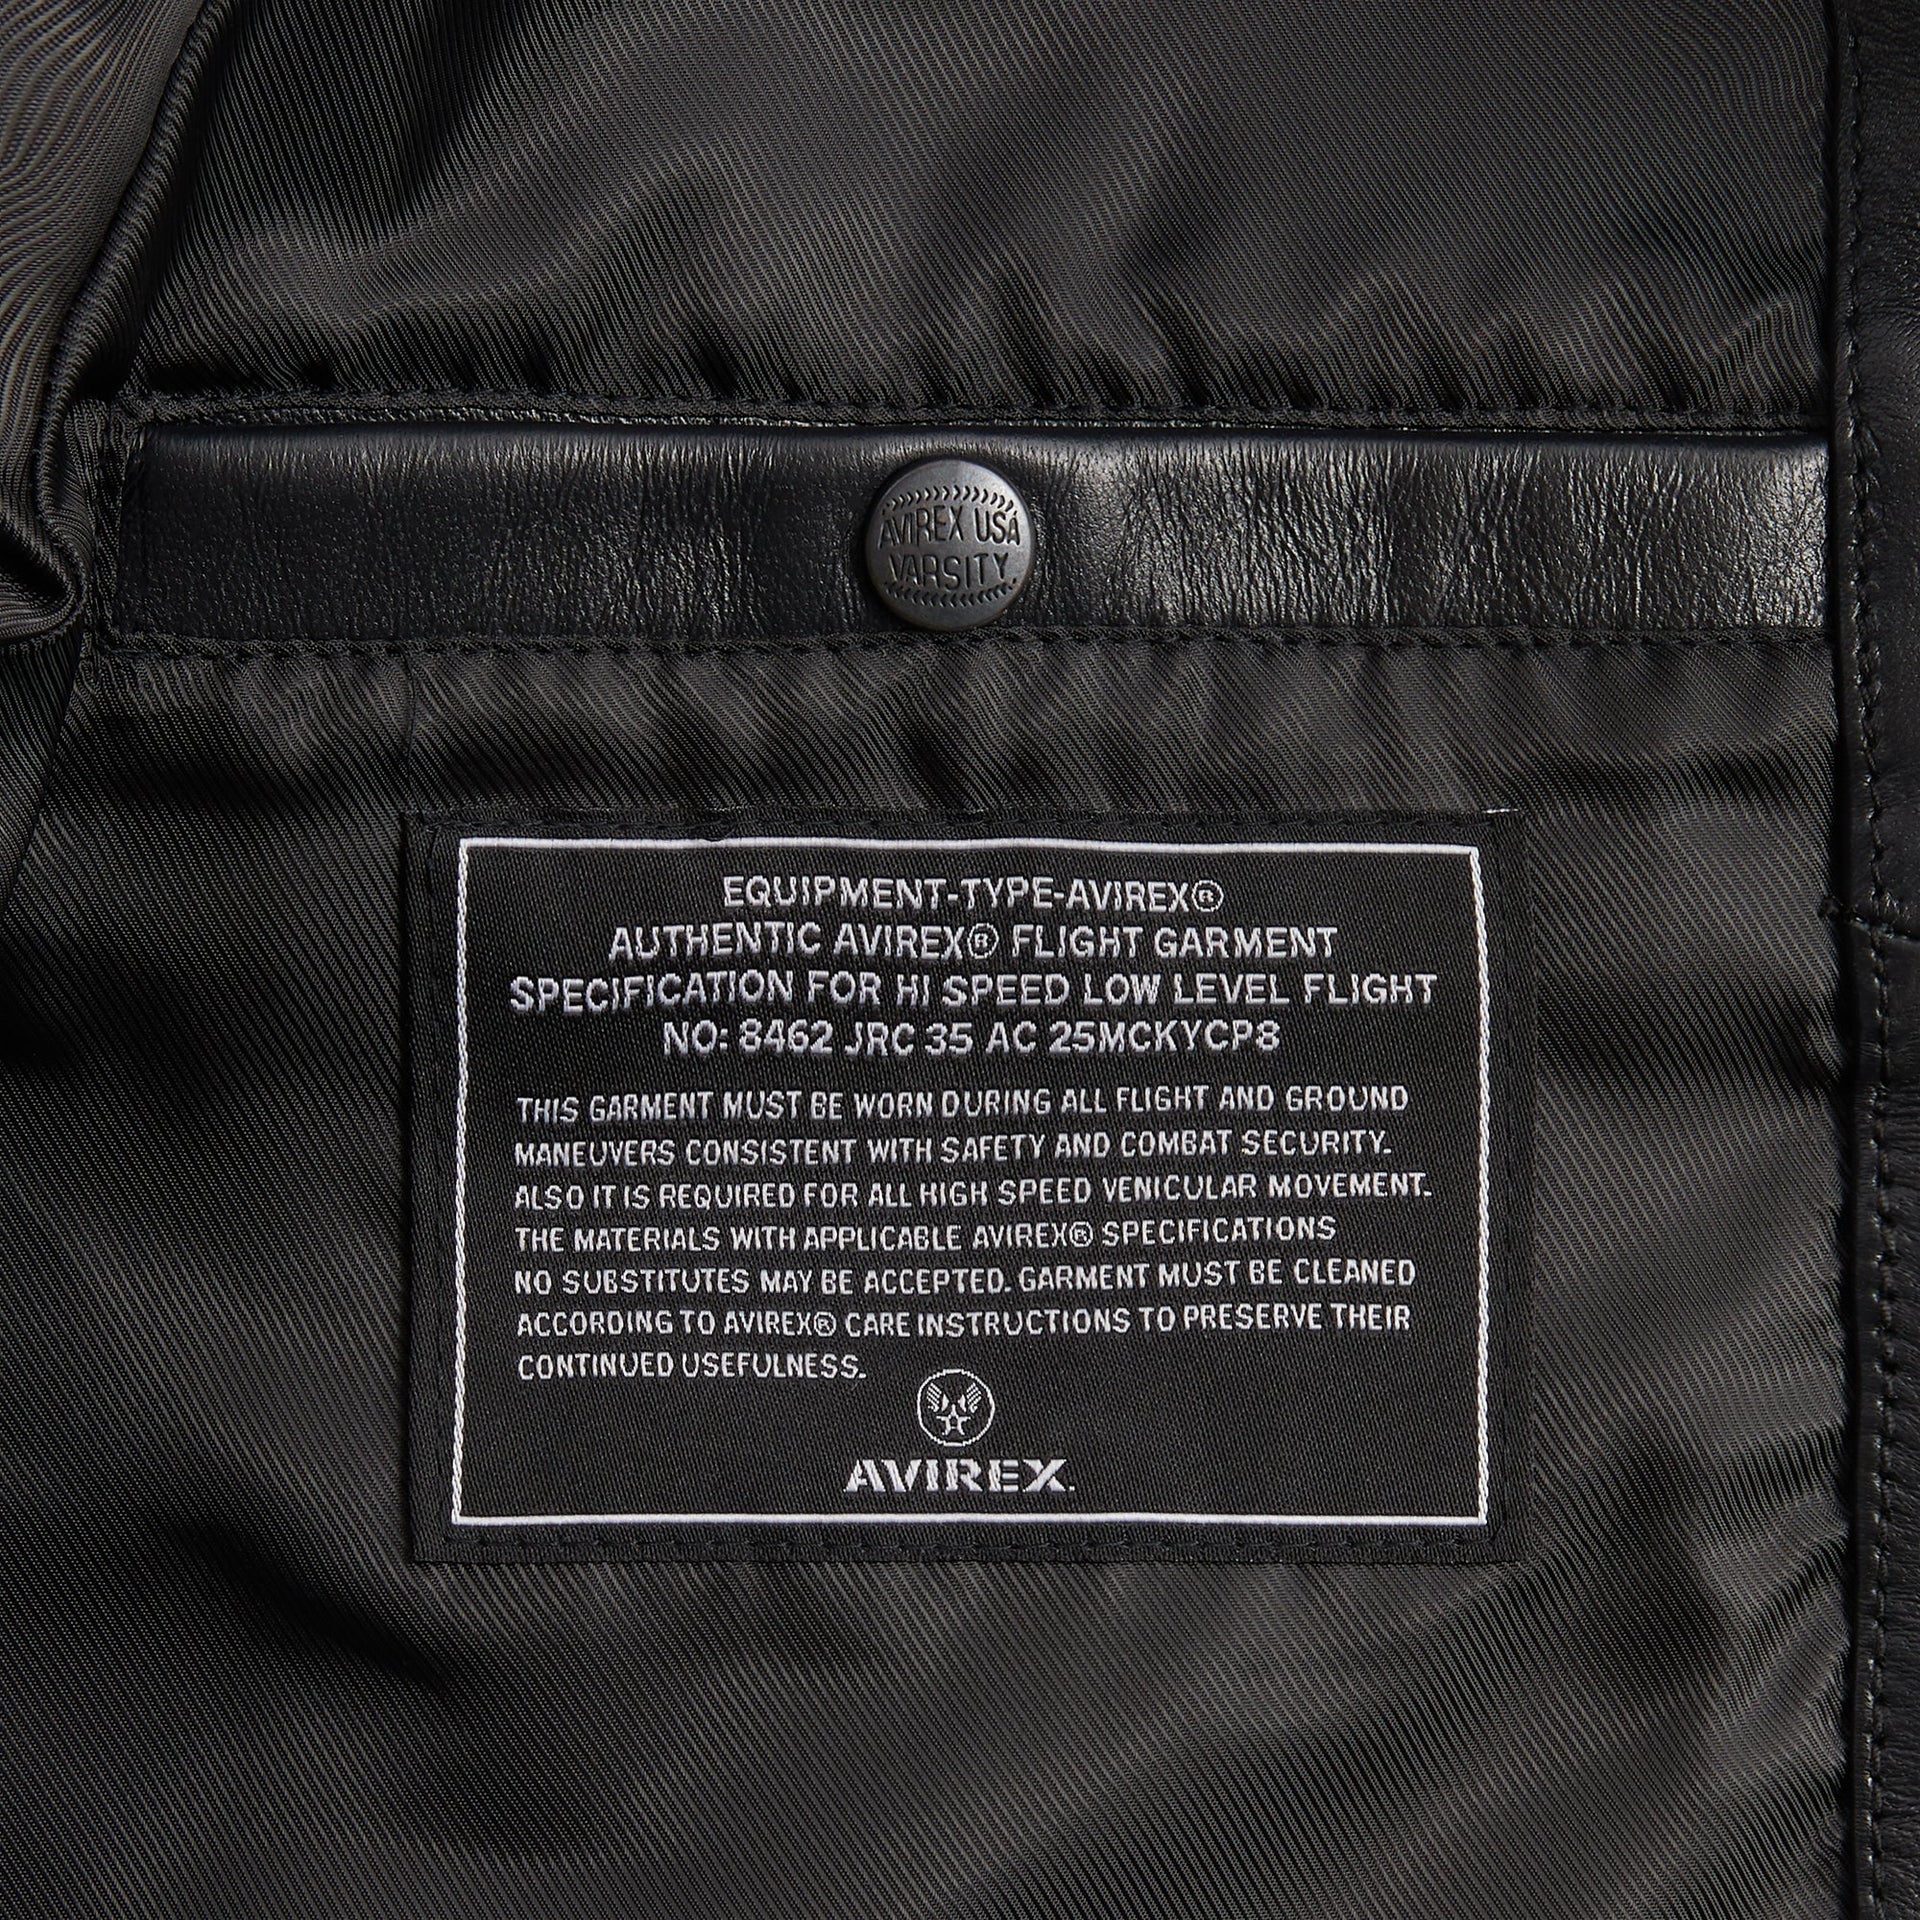 AVIREX USA
VARSITY
EQUIPMENT-TYPE-AVIREX®
AUTHENTIC AVIREX® FLIGHT GARMENT
SPECIFICATION FOR HI SPEED LOW LEVEL FLIGHT
NO: 8462 JRC 35 AC 25MCKYCP8
THIS GARMENT MUST BE WORN DURING ALL FLIGHT AND GROUND
MANEUVERS CONSISTENT WITH SAFETY AND COMBAT SECURITY.
ALSO IT IS REQUIRED FOR ALL HIGH SPEED VENICULAR MOVEMENT.
THE MATERIALS WITH APPLICABLE AVIREX® SPECIFICATIONS
NO SUBSTITUTES MAY BE ACCEPTED. GARMENT MUST BE CLEANED
ACCORDING TO AVIREX® CARE INSTRUCTIONS TO PRESERVE THEIR
CONTINUED USEFULNESS.
AVIREX.